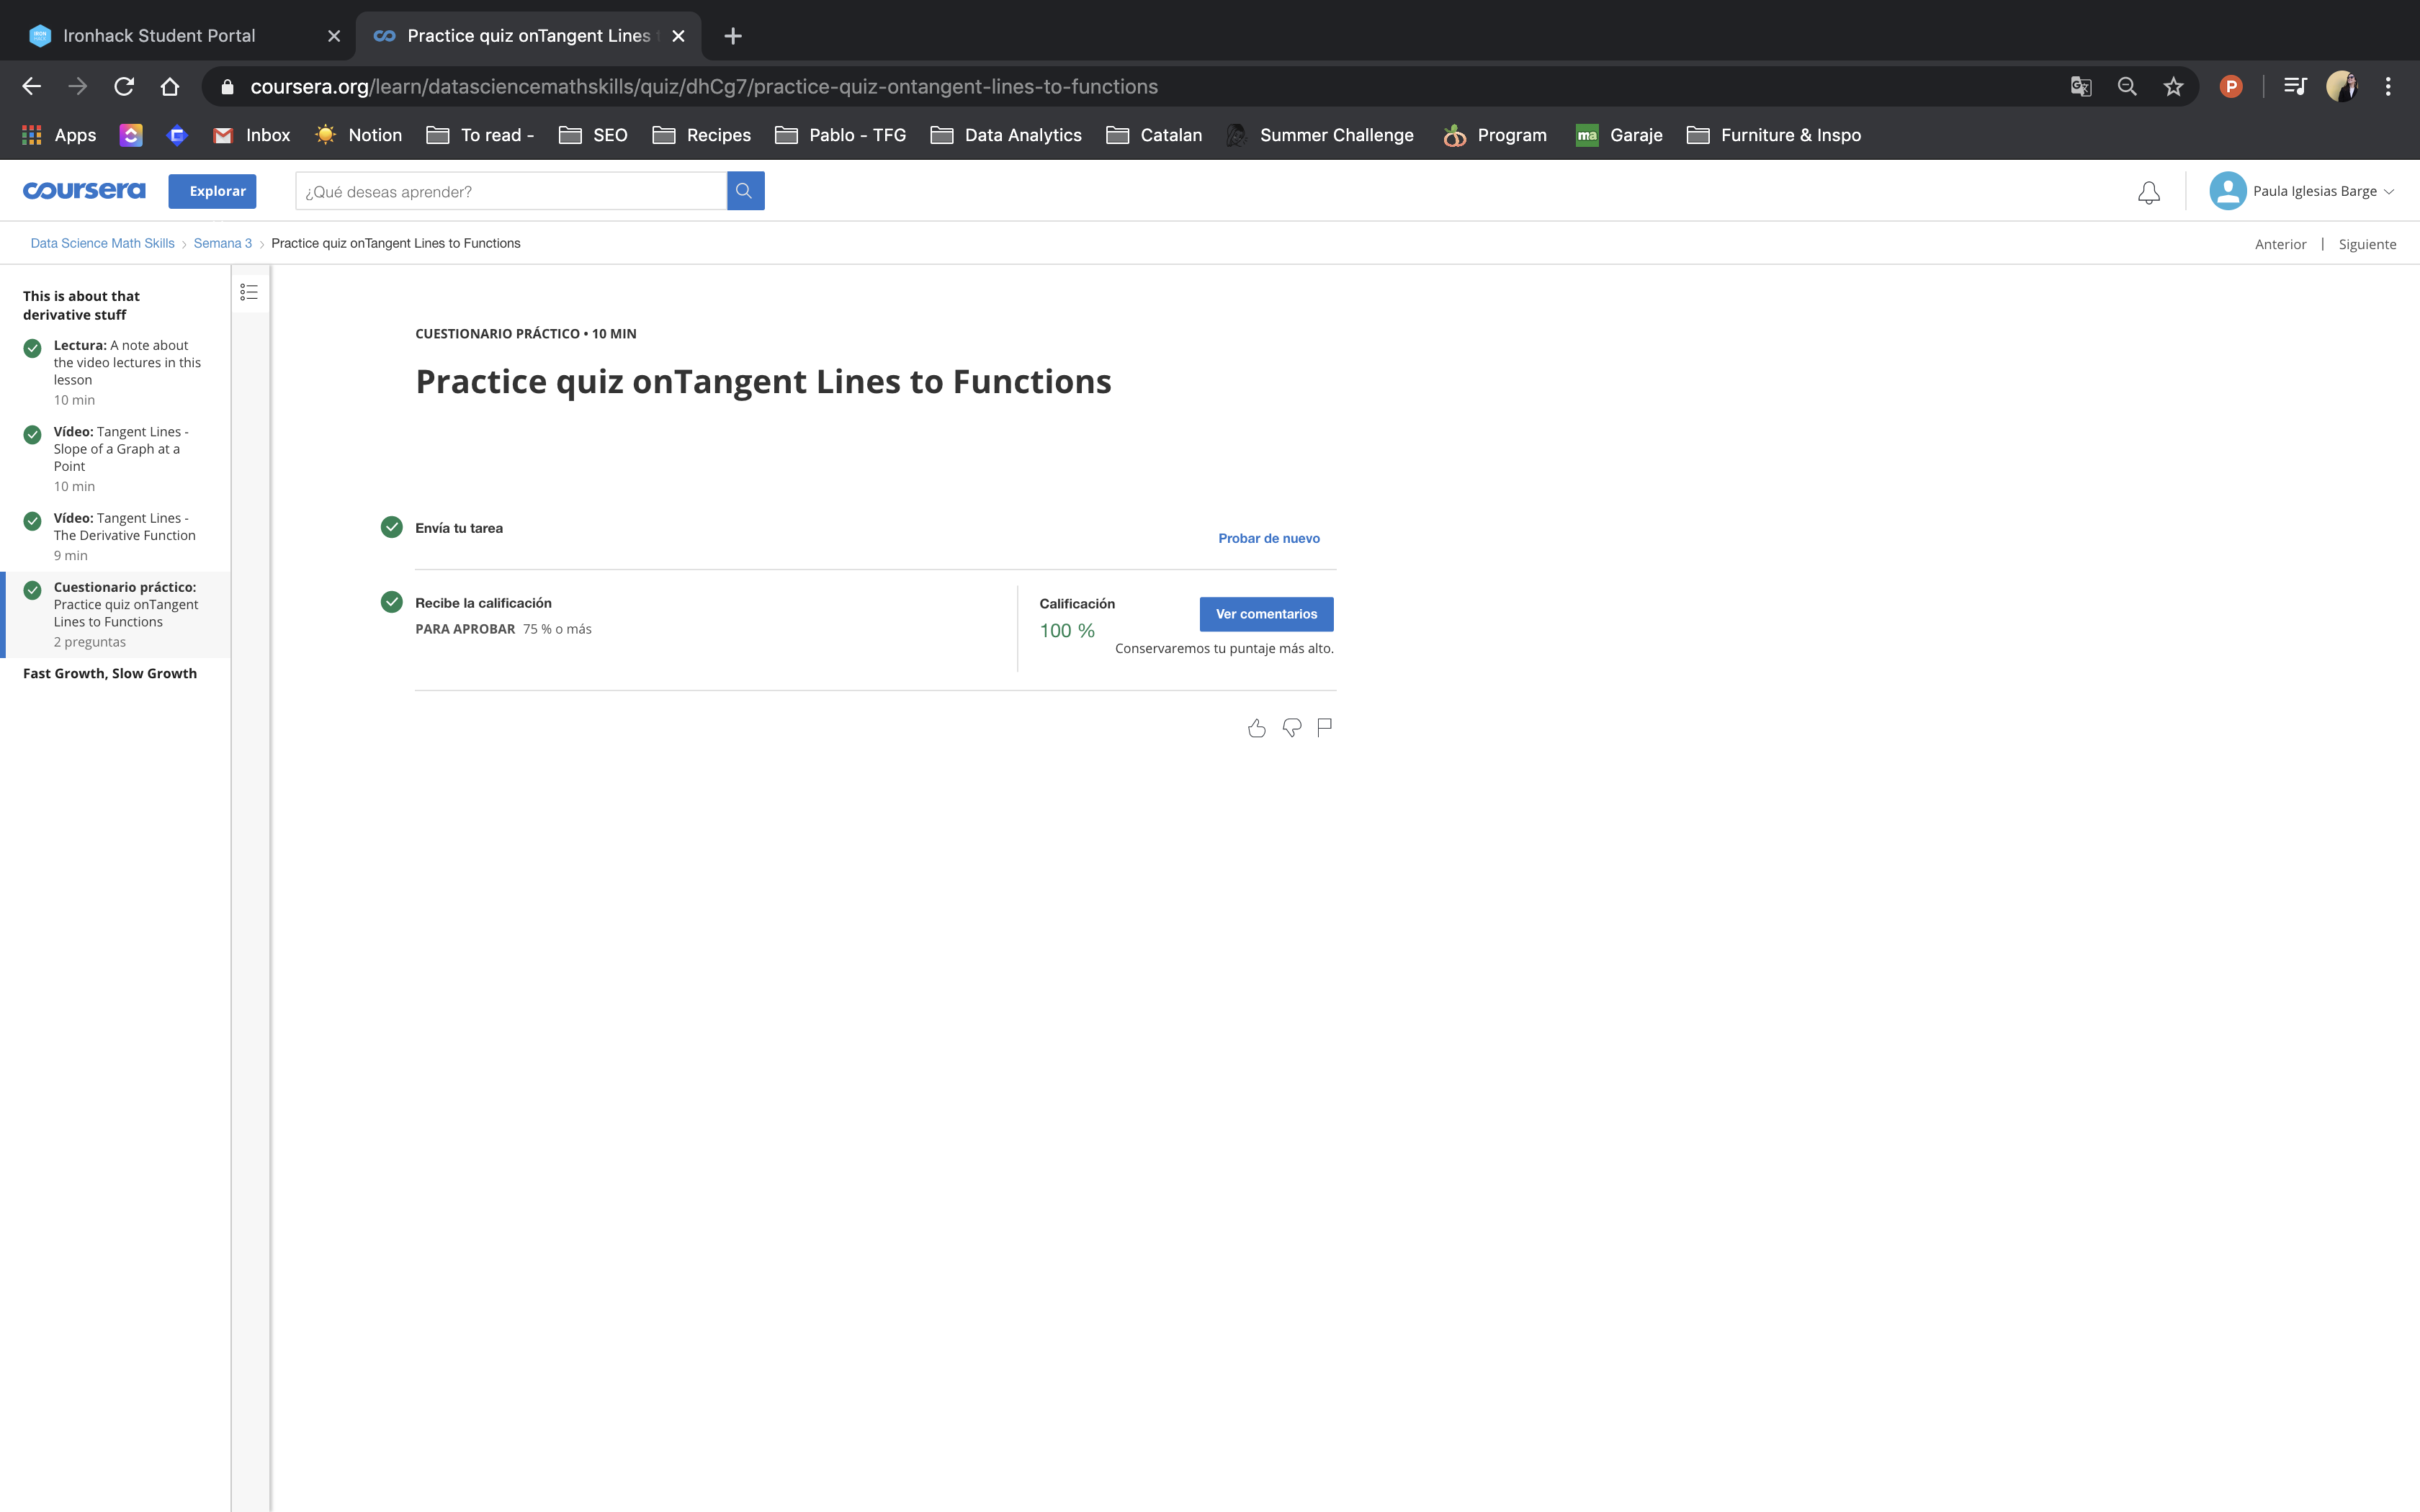 Ironhack Student Portal
Practice quiz onTangent Lines
coursera.org/learn/datasciencemathskills/quiz/dhCg7/practice-quiz-ontangent-lines-to-functions
P
Apps
Inbox
Notion
To read -
SEO
Recipes
Pablo - TFG
Data Analytics
Catalan
Summer Challenge
Program
ma
Garaje
Furniture & Inspo
coursera
Explorar
¿Qué deseas aprender?
Paula Iglesias Barge
Data Science Math Skills
Semana 3
Practice quiz onTangent Lines to Functions
Anterior
Siguiente
This is about that
derivative stuff
Lectura: A note about
the video lectures in this
lesson
10 min
Vídeo: Tangent Lines -
Slope of a Graph at a
Point
10 min
Vídeo: Tangent Lines -
The Derivative Function
9 min
Cuestionario práctico:
Practice quiz onTangent
Lines to Functions
2 preguntas
Fast Growth, Slow Growth
CUESTIONARIO PRÁCTICO • 10 MIN
Practice quiz onTangent Lines to Functions
Envía tu tarea
Probar de nuevo
Recibe la calificación
PARA APROBAR 75 % o más
Calificación
100 %
Ver comentarios
Conservaremos tu puntaje más alto.